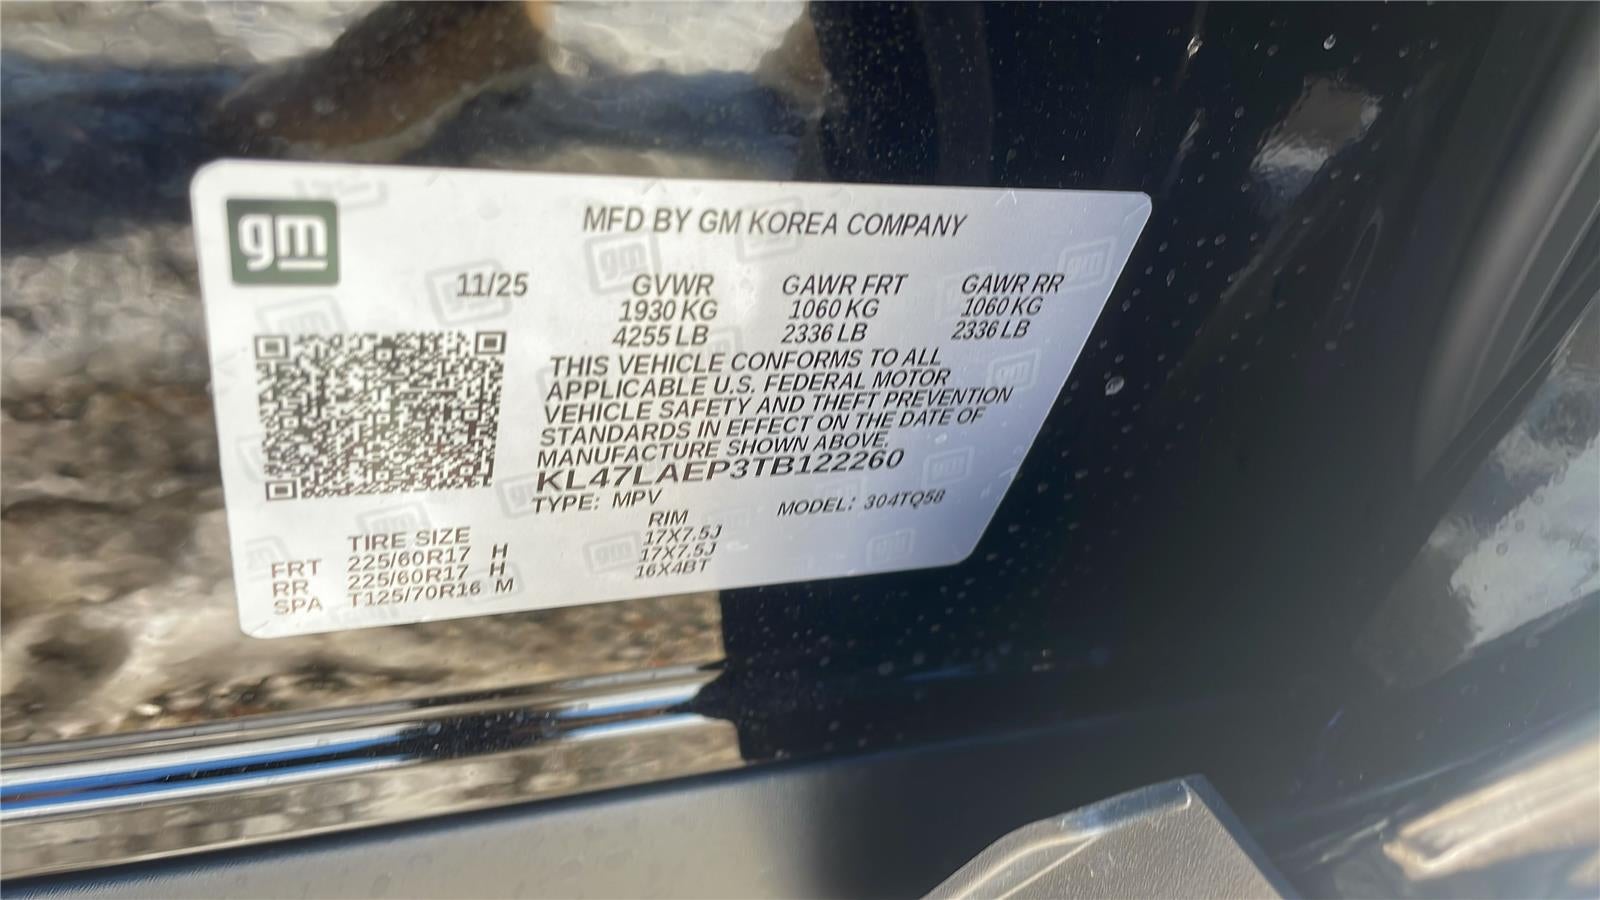 gm
MFD BY GM KOREA COMPANY
11/25 GVWR GAWR FRT GAWR RR
1930 KG 1060 KG 1060 KG
4255 LB 2336 LB 2336 LB
THIS VEHICLE CONFORMS TO ALL
APPLICABLE U.S. FEDERAL MOTOR
VEHICLE SAFETY AND THEFT PREVENTION
STANDARDS IN EFFECT ON THE DATE OF
MANUFACTURE SHOWN ABOVE.
KL47LAEP3TB122260
TYPE: MPV MODEL: 304TQ58
TIRE SIZE RIM
FRT 225/60R17 H 17X7.5J
RR 225/60R17 H 17X7.5J
SPA T125/70R16 M 16X4BT